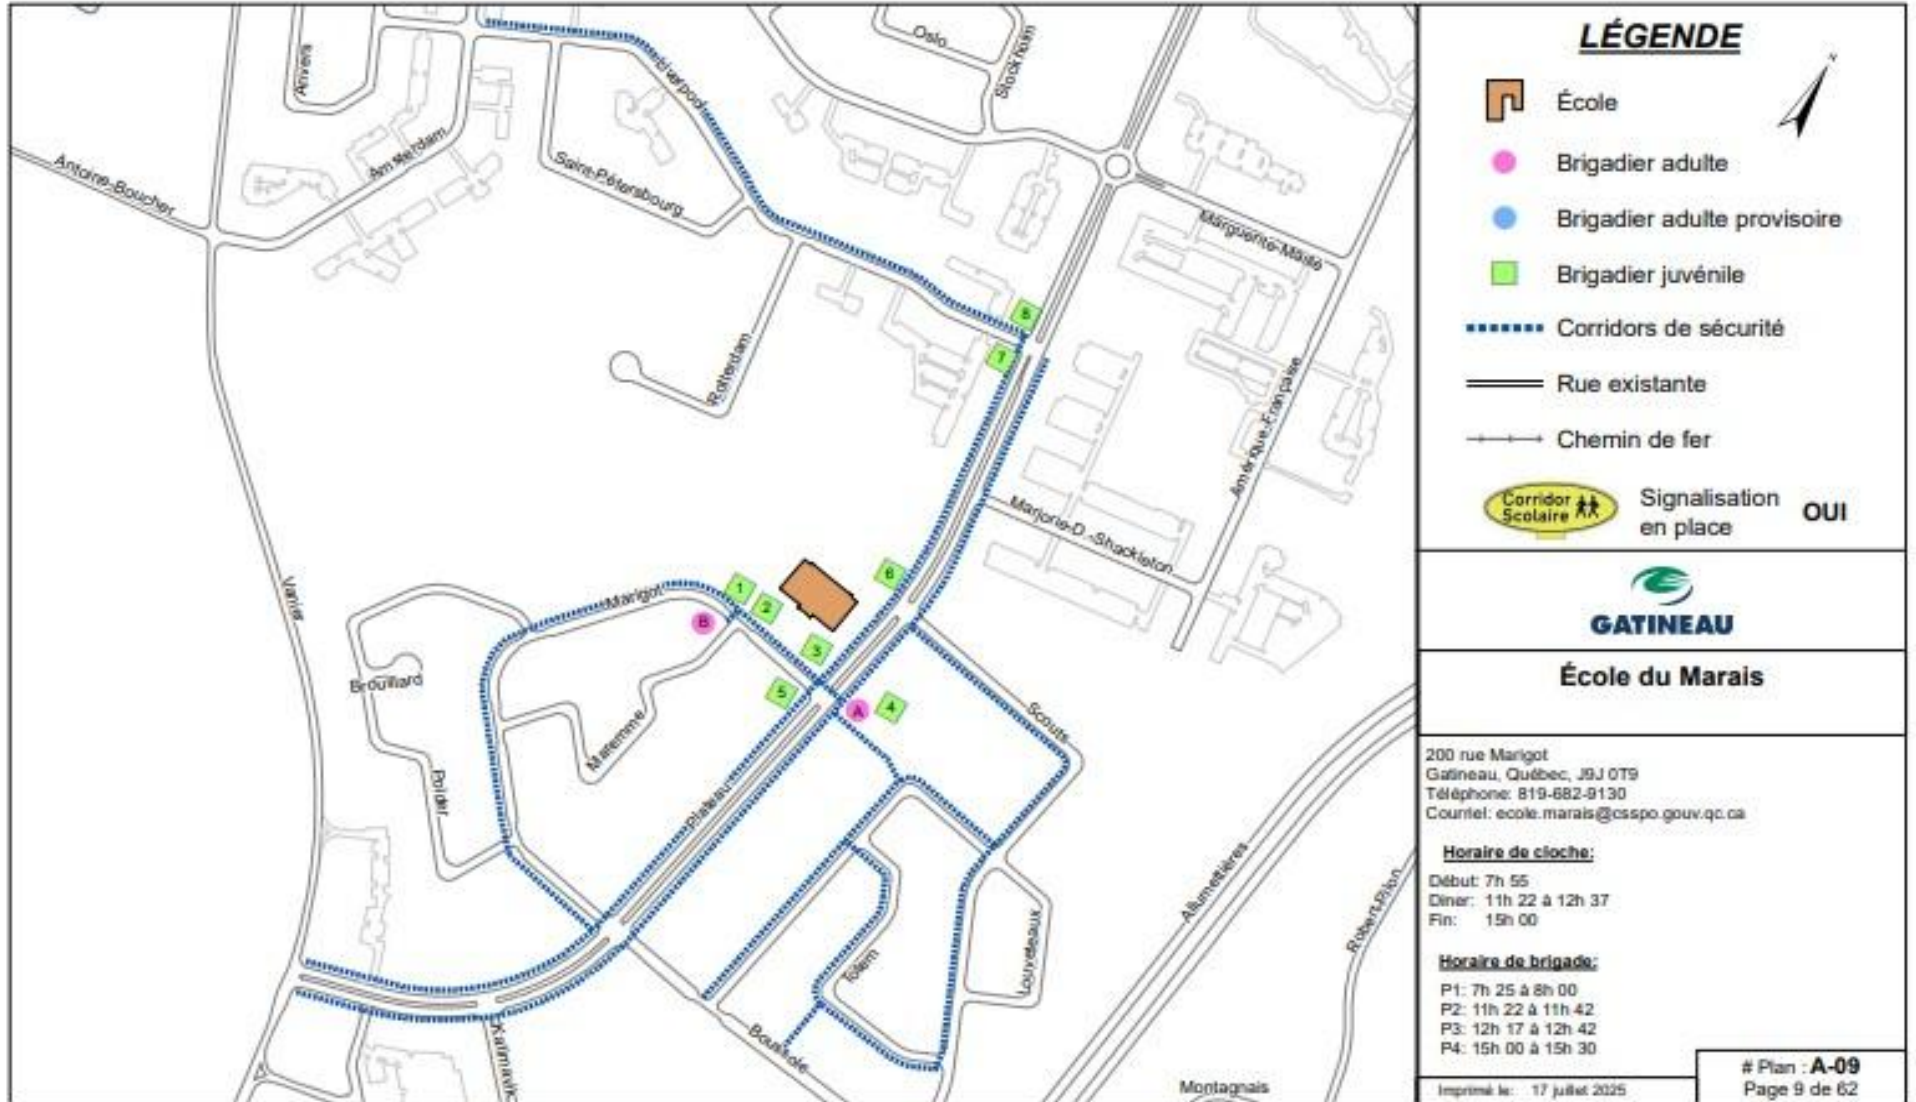 Oslo
Stockholm
Anvers
Liverpool
Amsterdam
Antoine-Boucher
Saint-Pétersbourg
Marguerite-Maillé
8
7
Rotterdam
Amérique-Française
Marjorie-D.-Shackleton
Vanier
6
1
2
Marigot
B
3
Brouillard
5
A
4
Scouts
Maremme
Polder
Plateau
Allumettières
Robert-Pilon
Louveteaux
Totem
Boussole
Kalimavik
Montagnais
LÉGENDE
N
École
Brigadier adulte
Brigadier adulte provisoire
Brigadier juvénile
Corridors de sécurité
Rue existante
Chemin de fer
Corridor
Scolaire
Signalisation
en place
OUI
GATINEAU
École du Marais
200 rue Marigot
Gatineau, Québec, J9J 0T9
Téléphone: 819-682-9130
Courriel: ecole.marais@csspo.gouv.qc.ca
Horaire de cloche:
Début: 7h 55
Diner: 11h 22 à 12h 37
Fin: 15h 00
Horaire de brigade:
P1: 7h 25 à 8h 00
P2: 11h 22 à 11h 42
P3: 12h 17 à 12h 42
P4: 15h 00 à 15h 30
Imprimé le: 17 juillet 2025
# Plan : A-09
Page 9 de 62